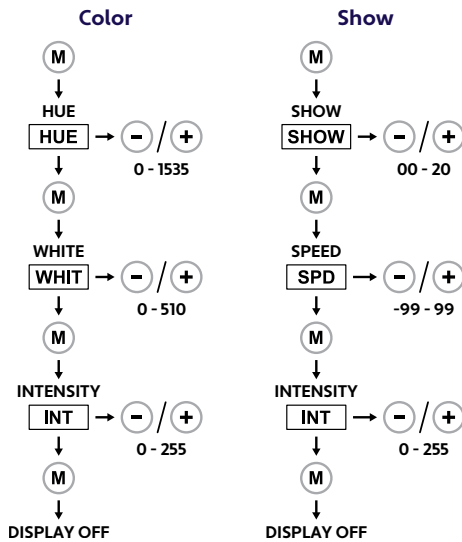 Color
M
HUE
HUE - / +
0 - 1535
M
WHITE
WHIT - / +
0 - 510
M
INTENSITY
INT - / +
0 - 255
M
DISPLAY OFF
Show
M
SHOW
SHOW - / +
00 - 20
M
SPEED
SPD - / +
-99 - 99
M
INTENSITY
INT - / +
0 - 255
M
DISPLAY OFF